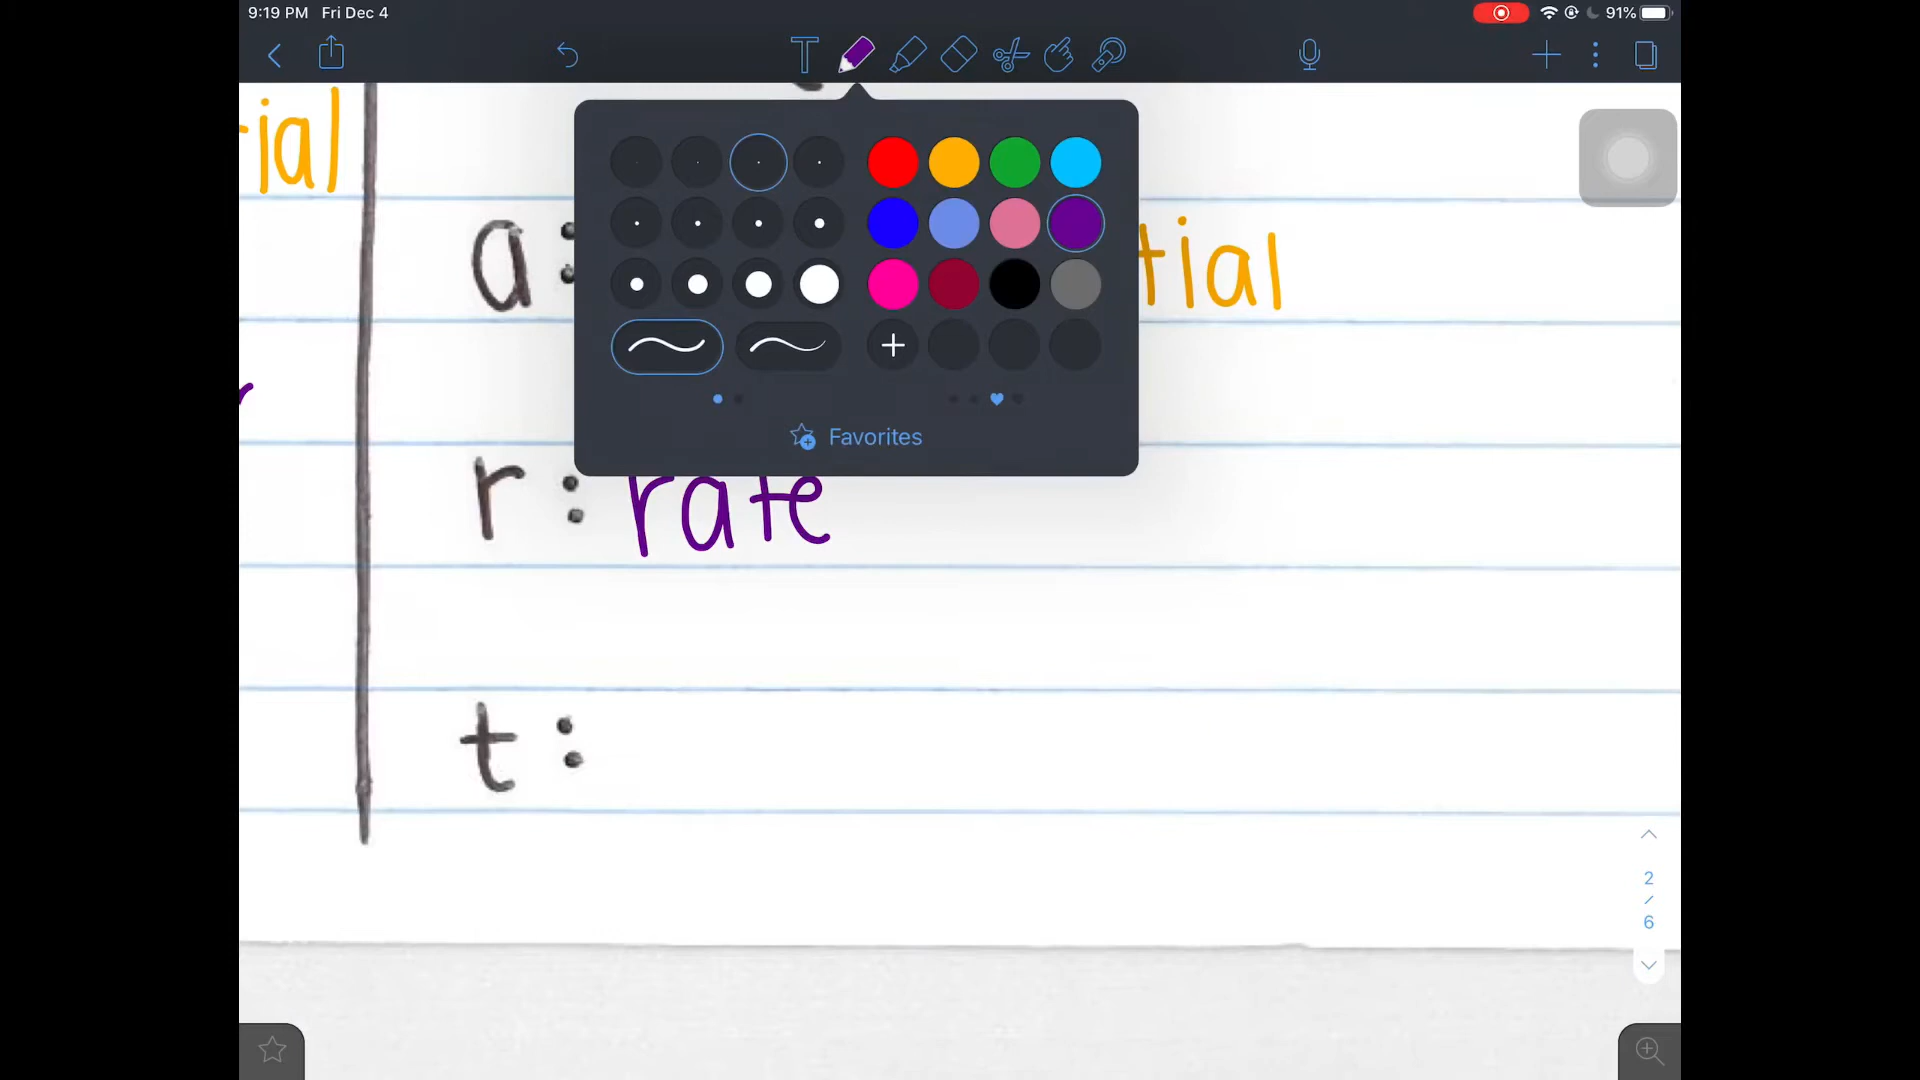 9:19 PM Fri Dec 4
91%
T
ial
a: tial
r
Favorites
r: rate
t:
2
/
6